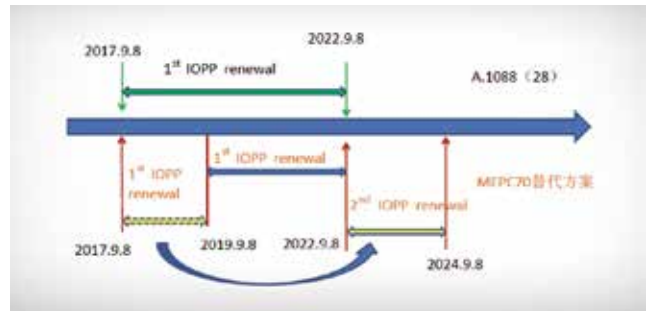 2017.9.8
2022.9.8
1st IOPP renewal
A.1088（28）
1st IOPP renewal
1st IOPP
renewal
MEPC70替代方案
2nd IOPP renewal
2017.9.8
2019.9.8
2022.9.8
2024.9.8